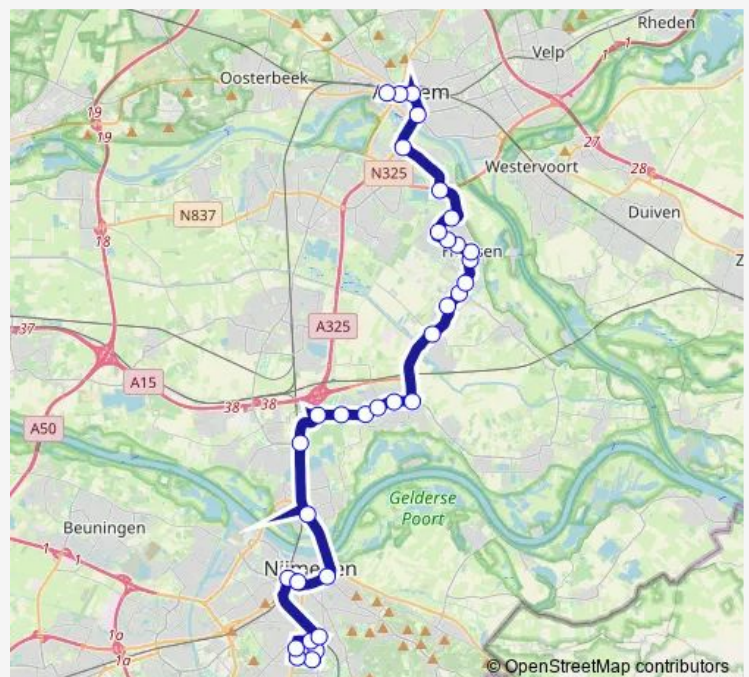 Rheden
Velp
Oosterbeek
19
19
1
1
27
28
Westervoort
N325
Duiven
N837
18
Z
37
A325
A15
38
38
A50
Gelderse
Poort
Beuningen
1
1
1a
1a
© OpenStreetMap contributors